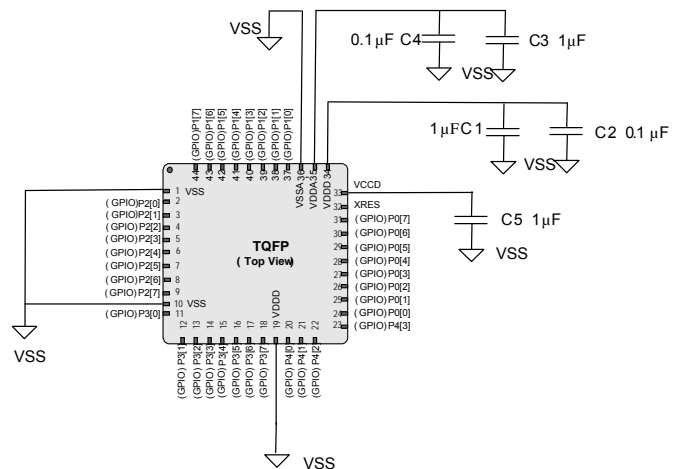 VSS
0.1 µF C4
C3 1µF
VSS
1µF C1
C2 0.1 µF
VSS
44 (GPIO)P1[7]
43 (GPIO)P1[6]
42 (GPIO)P1[5]
41 (GPIO)P1[4]
40 (GPIO)P1[3]
39 (GPIO)P1[2]
38 (GPIO)P1[1]
37 (GPIO)P1[0]
VSSA 36
VDDA 35
VDDD 34
1 VSS
(GPIO)P2[0] 2
(GPIO)P2[1] 3
(GPIO)P2[2] 4
(GPIO)P2[3] 5
(GPIO)P2[4] 6
(GPIO)P2[5] 7
(GPIO)P2[6] 8
(GPIO)P2[7] 9
10 VSS
(GPIO)P3[0] 11
TQFP
(Top View)
33 VCCD
32 XRES
31 (GPIO)P0[7]
30 (GPIO)P0[6]
29 (GPIO)P0[5]
28 (GPIO)P0[4]
27 (GPIO)P0[3]
26 (GPIO)P0[2]
25 (GPIO)P0[1]
24 (GPIO)P0[0]
23 (GPIO)P4[3]
C5 1µF
VSS
12 (GPIO) P3[1]
13 (GPIO) P3[2]
14 (GPIO) P3[3]
15 (GPIO) P3[4]
16 (GPIO) P3[5]
17 (GPIO) P3[6]
18 (GPIO) P3[7]
19 VDDD
20 (GPIO) P4[0]
21 (GPIO) P4[1]
22 (GPIO) P4[2]
VSS
VSS